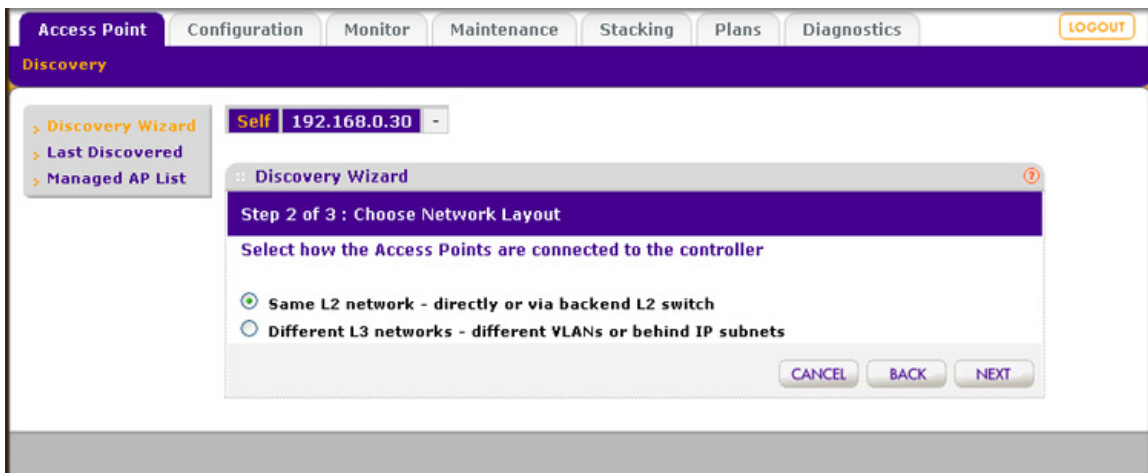 Access Point Configuration Monitor Maintenance Stacking Plans Diagnostics LOGOUT
Discovery
Discovery Wizard
Last Discovered
Managed AP List
Self 192.168.0.30 -
Discovery Wizard ?
Step 2 of 3 : Choose Network Layout
Select how the Access Points are connected to the controller
Same L2 network - directly or via backend L2 switch
Different L3 networks - different VLANs or behind IP subnets
CANCEL BACK NEXT